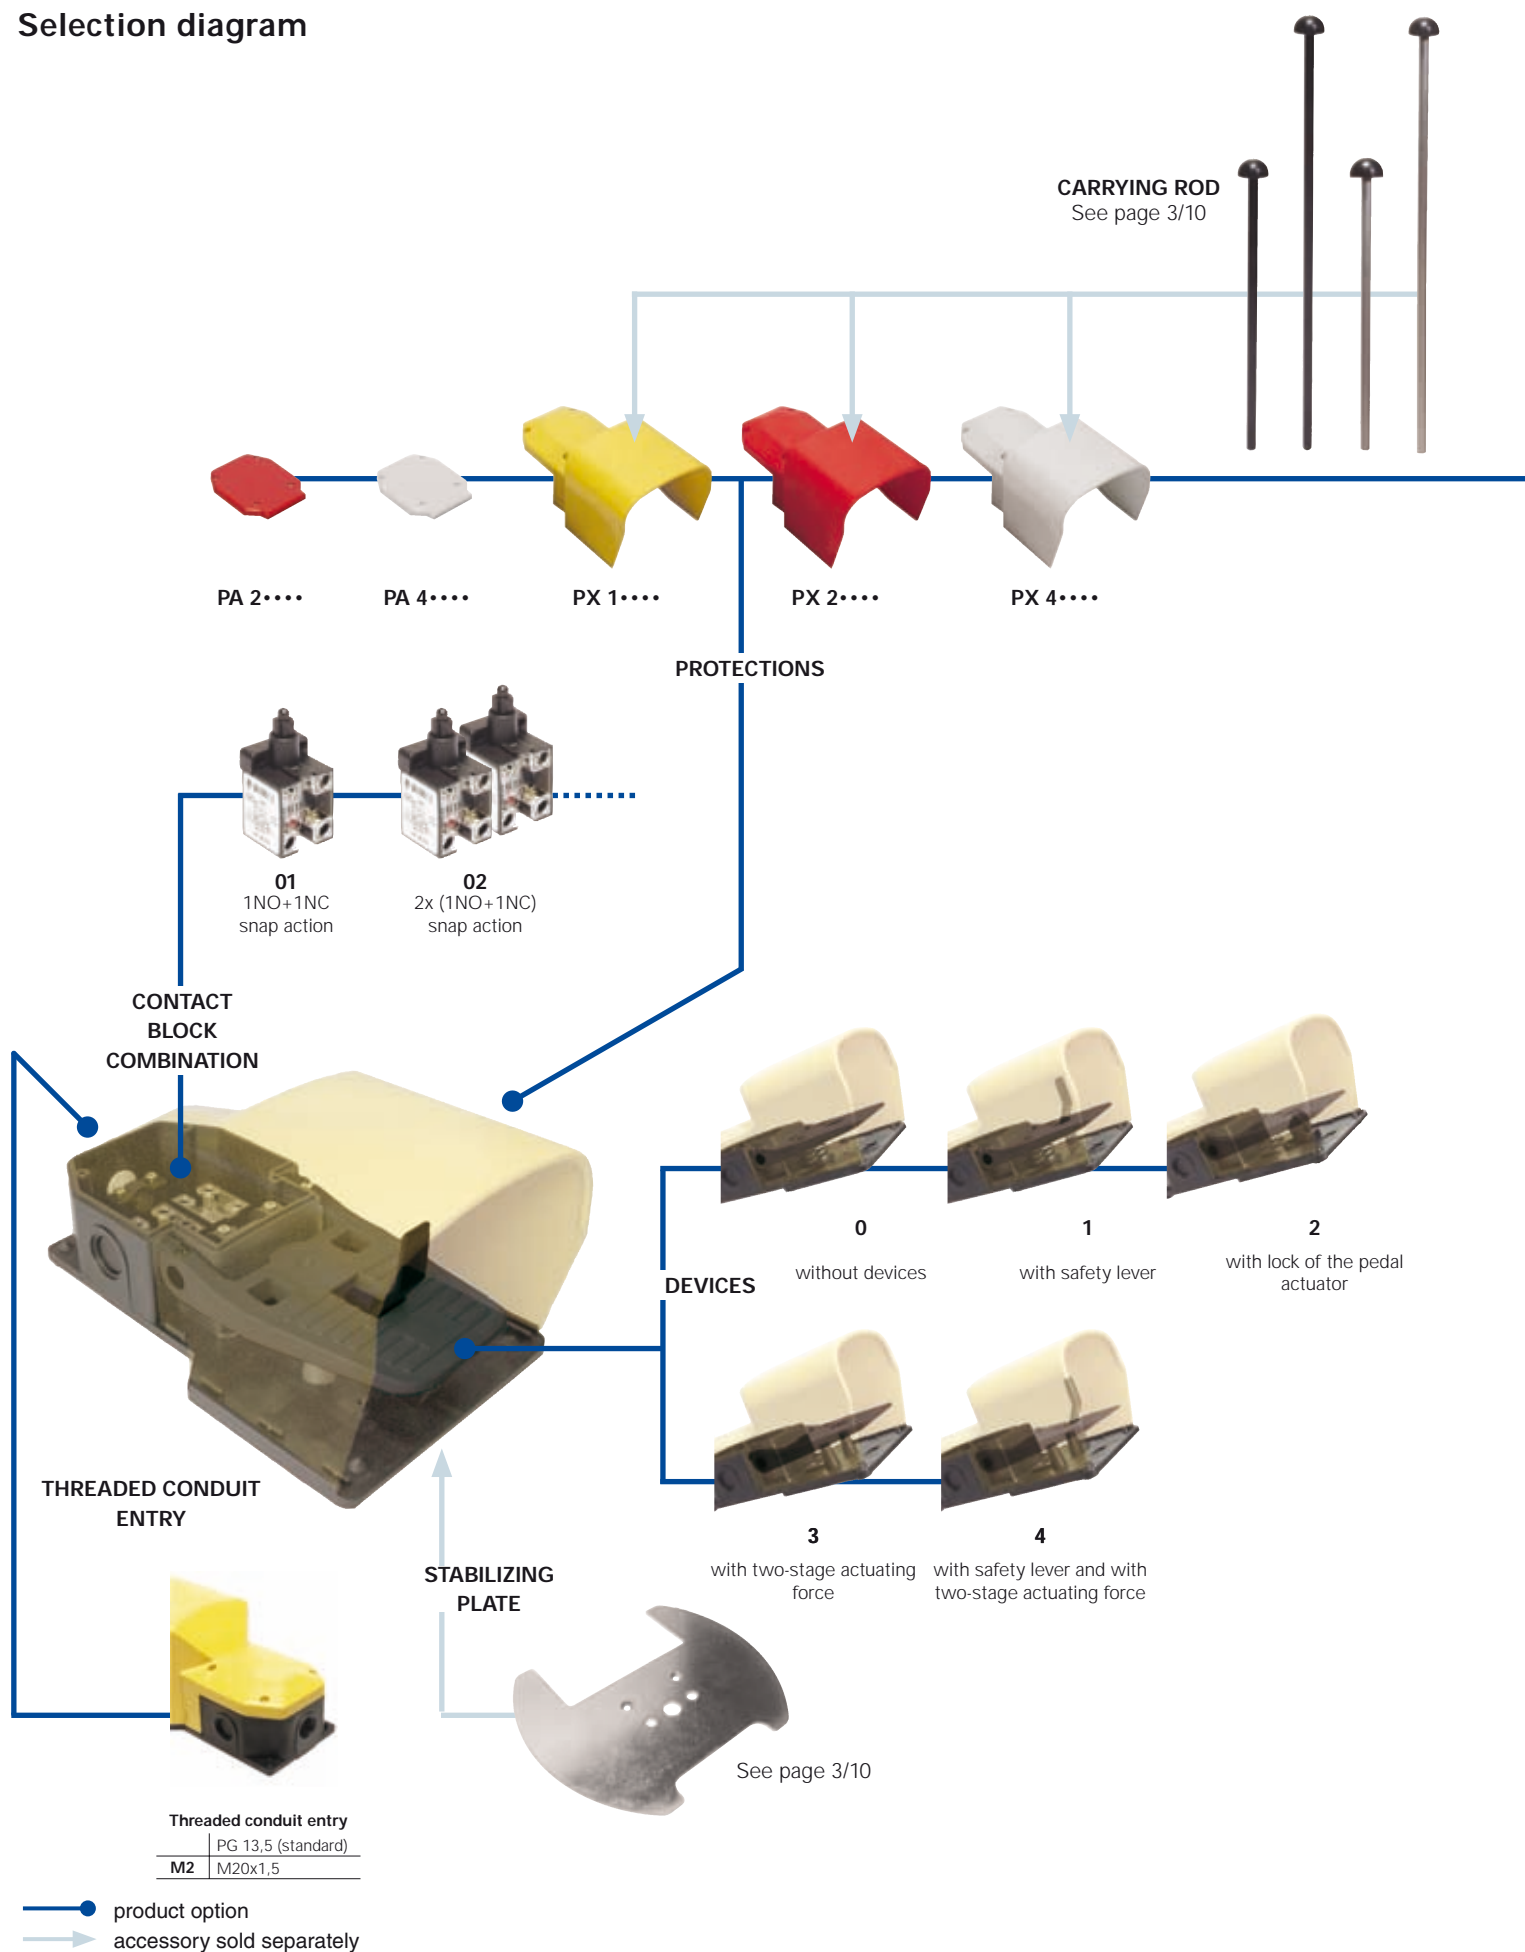 Selection diagram
CARRYING ROD
See page 3/10
PA 2••••
PA 4••••
PX 1••••
PX 2••••
PX 4••••
PROTECTIONS
01
1NO+1NC
snap action
02
2x (1NO+1NC)
snap action
CONTACT
BLOCK
COMBINATION
0
without devices
1
with safety lever
2
with lock of the pedal
actuator
DEVICES
3
with two-stage actuating
force
4
with safety lever and with
two-stage actuating force
THREADED CONDUIT
ENTRY
STABILIZING
PLATE
See page 3/10
Threaded conduit entry
PG 13,5 (standard)
M2 M20x1,5
product option
accessory sold separately